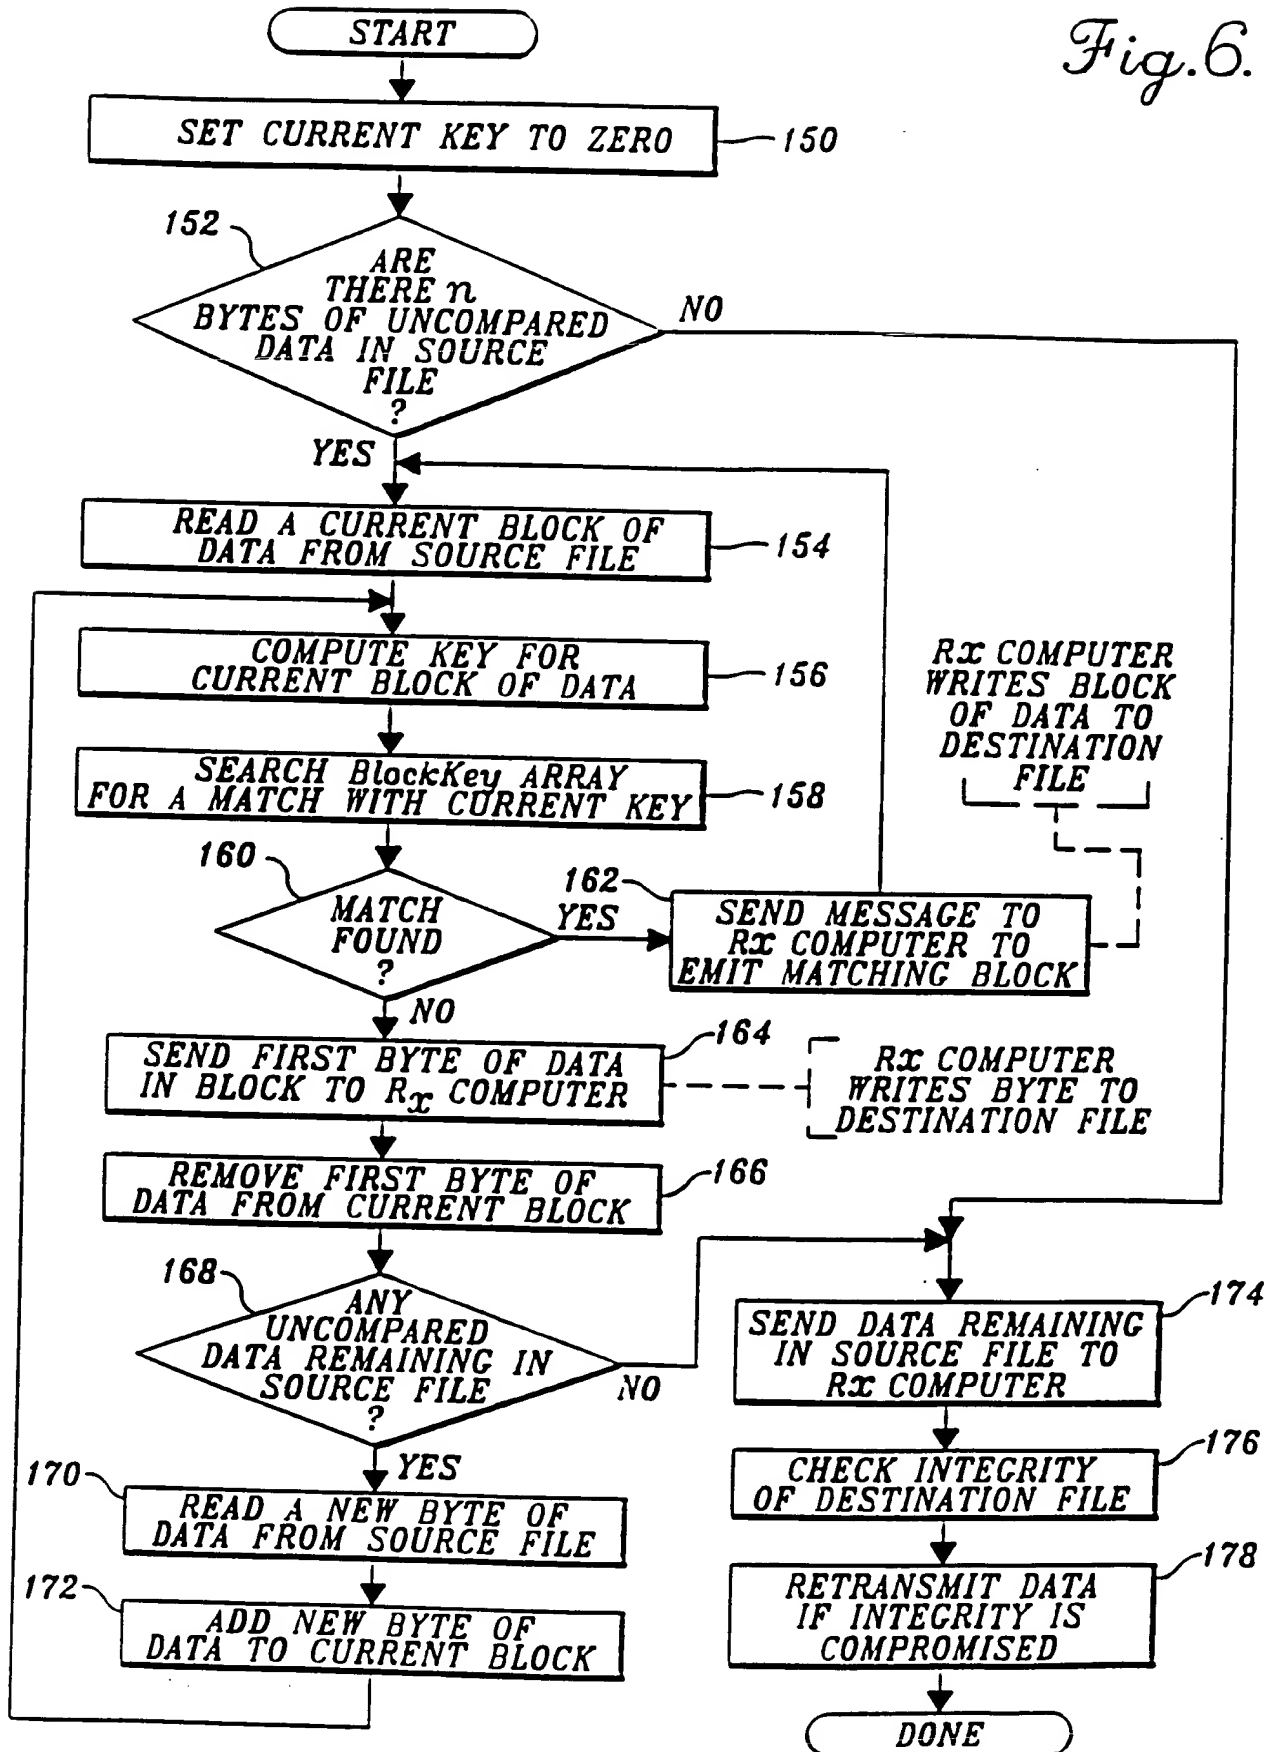 Fig.6.
START
SET CURRENT KEY TO ZERO
150
152
ARE
THERE n
BYTES OF UNCOMPARED
DATA IN SOURCE
FILE
?
NO
YES
READ A CURRENT BLOCK OF
DATA FROM SOURCE FILE
154
COMPUTE KEY FOR
CURRENT BLOCK OF DATA
156
SEARCH BlockKey ARRAY
FOR A MATCH WITH CURRENT KEY
158
RX COMPUTER
WRITES BLOCK
OF DATA TO
DESTINATION
FILE
160
MATCH
FOUND
?
YES
162
SEND MESSAGE TO
RX COMPUTER TO
EMIT MATCHING BLOCK
NO
SEND FIRST BYTE OF DATA
IN BLOCK TO Rx COMPUTER
164
RX COMPUTER
WRITES BYTE TO
DESTINATION FILE
REMOVE FIRST BYTE OF
DATA FROM CURRENT BLOCK
166
168
ANY
UNCOMPARED
DATA REMAINING IN
SOURCE FILE
?
NO
YES
170
READ A NEW BYTE OF
DATA FROM SOURCE FILE
172
ADD NEW BYTE OF
DATA TO CURRENT BLOCK
174
SEND DATA REMAINING
IN SOURCE FILE TO
RX COMPUTER
176
CHECK INTEGRITY
OF DESTINATION FILE
178
RETRANSMIT DATA
IF INTEGRITY IS
COMPROMISED
DONE